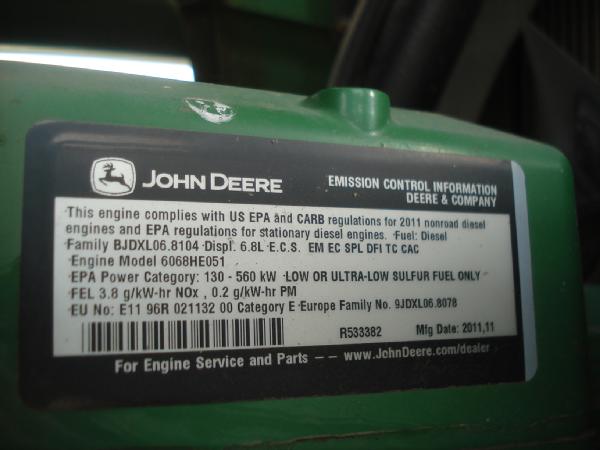 JOHN DEERE
EMISSION CONTROL INFORMATION
DEERE & COMPANY
This engine complies with US EPA and CARB regulations for 2011 nonroad diesel
engines and EPA regulations for stationary diesel engines. Fuel: Diesel
Family BJDXL06.8104 Displ. 6.8L E.C.S. EM EC SPL DFI TC CAC
Engine Model 6068HE051
EPA Power Category: 130 - 560 kW LOW OR ULTRA-LOW SULFUR FUEL ONLY
FEL 3.8 g/kW-hr NOx , 0.2 g/kW-hr PM
EU No: E11 96R 021132 00 Category E Europe Family No. 9JDXL06.8078
R533382 Mfg Date: 2011,11
For Engine Service and Parts -- www.JohnDeere.com/dealer